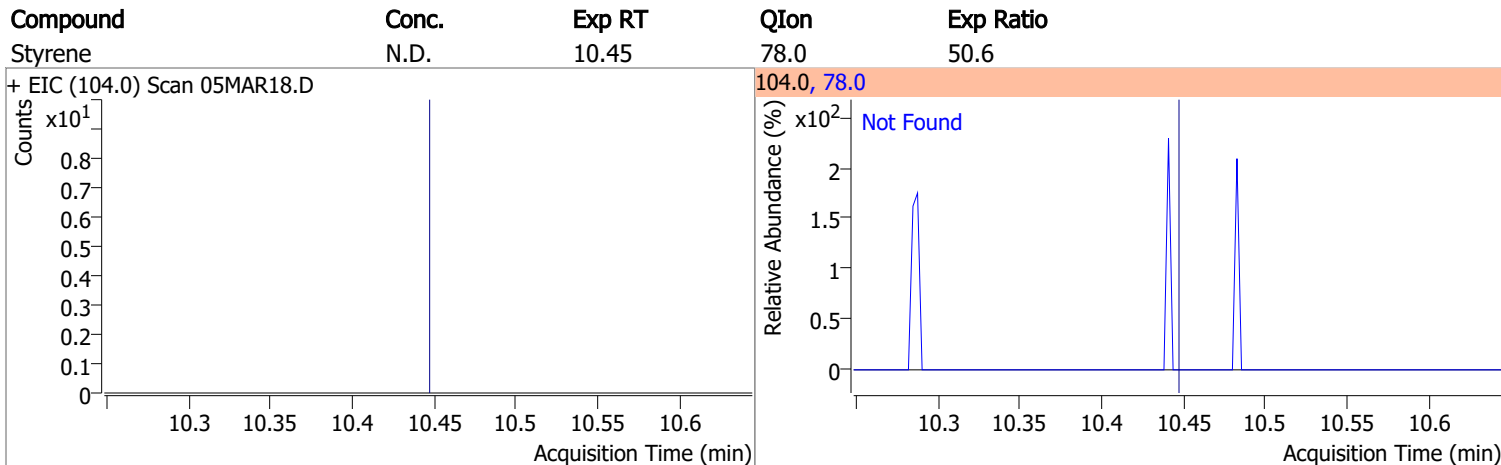 Compound Conc. Exp RT QIon Exp Ratio
Styrene N.D. 10.45 78.0 50.6
+ EIC (104.0) Scan 05MAR18.D
Counts
x10^1
0.8
0.7
0.6
0.5
0.4
0.3
0.2
0.1
0
10.3 10.35 10.4 10.45 10.5 10.55 10.6
Acquisition Time (min)
104.0, 78.0
Relative Abundance (%)
x10^2
Not Found
2
1.5
1
0.5
0
10.3 10.35 10.4 10.45 10.5 10.55 10.6
Acquisition Time (min)